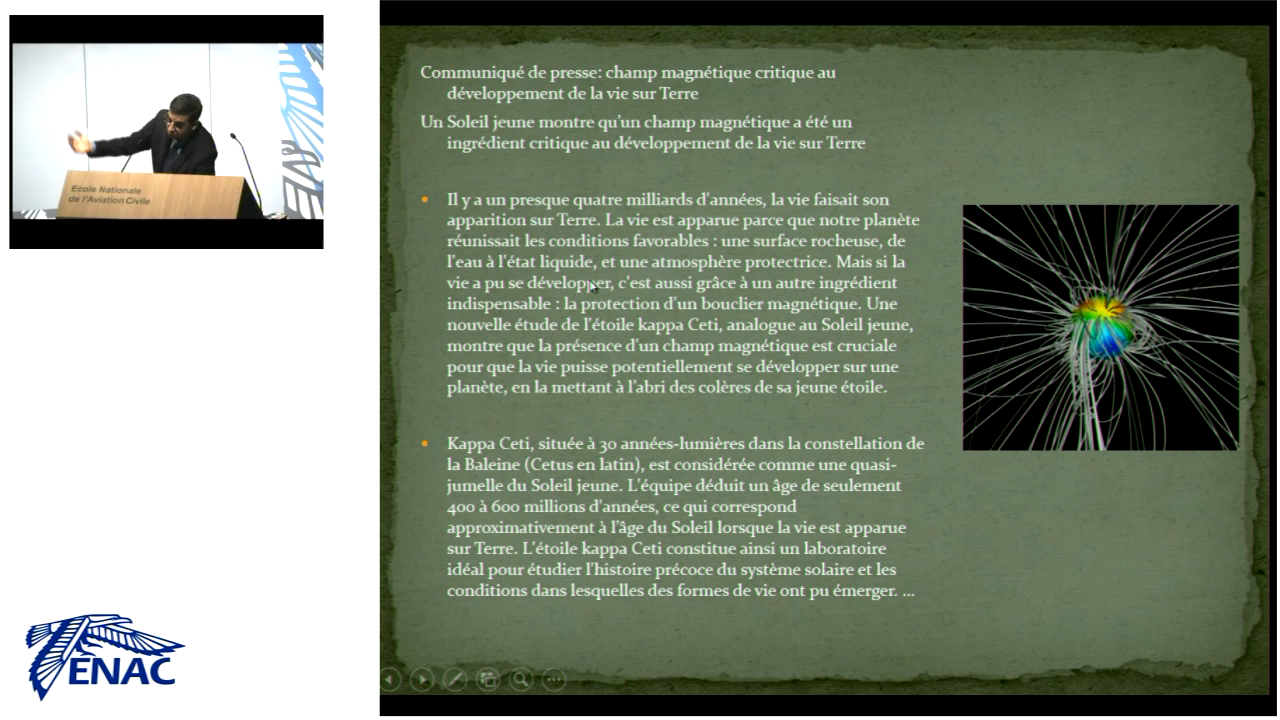 Ecole Nationale
de l'Aviation Civile
ENAC
Communiqué de presse: champ magnétique critique au
développement de la vie sur Terre
Un Soleil jeune montre qu'un champ magnétique a été un
ingrédient critique au développement de la vie sur Terre
Il y a un presque quatre milliards d'années, la vie faisait son
apparition sur Terre. La vie est apparue parce que notre planète
réunissait les conditions favorables : une surface rocheuse, de
l'eau à l'état liquide, et une atmosphère protectrice. Mais si la
vie a pu se développer, c'est aussi grâce à un autre ingrédient
indispensable : la protection d'un bouclier magnétique. Une
nouvelle étude de l'étoile kappa Ceti, analogue au Soleil jeune,
montre que la présence d'un champ magnétique est cruciale
pour que la vie puisse potentiellement se développer sur une
planète, en la mettant à l'abri des colères de sa jeune étoile.
Kappa Ceti, située à 30 années-lumières dans la constellation de
la Baleine (Cetus en latin), est considérée comme une quasi-
jumelle du Soleil jeune. L'équipe déduit un âge de seulement
400 à 600 millions d'années, ce qui correspond
approximativement à l'âge du Soleil lorsque la vie est apparue
sur Terre. L'étoile kappa Ceti constitue ainsi un laboratoire
idéal pour étudier l'histoire précoce du système solaire et les
conditions dans lesquelles des formes de vie ont pu émerger. ...